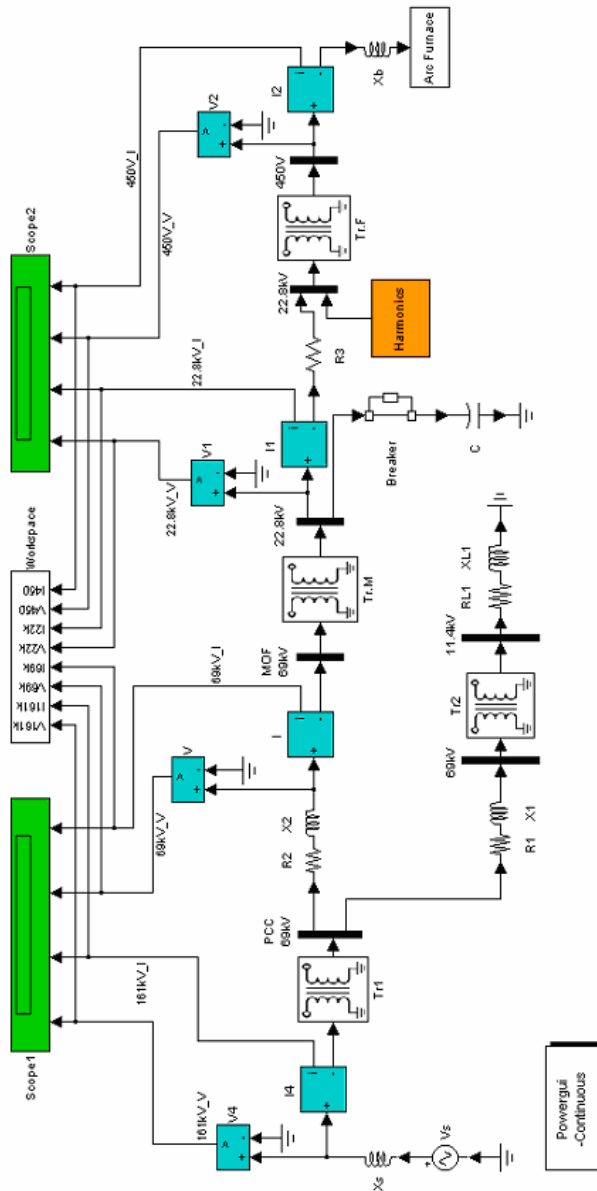 Scope1
Workspace
Scope2
V161k
I161k
V69k
I69k
V22k
I22k
V450
I450
161kV_V
161kV_I
69kV_V
69kV_I
22.8kV_V
22.8kV_I
450V_V
450V_I
V4
V
V1
V2
v
v
v
v
+
-
+
-
+
-
+
-
I4
I
I1
I2
+
-
I
+
-
I
+
-
I
+
-
I
Xs
Vs
+
Tr1
PCC
69kV
R2
X2
MOF
69kV
Tr.M
22.8kV
R3
22.8kV
Tr.F
450V
Xb
Arc Furnace
Harmonics
Breaker
C
R1
X1
69kV
Tr2
11.4kV
RL1
XL1
Powergui
-Continuous